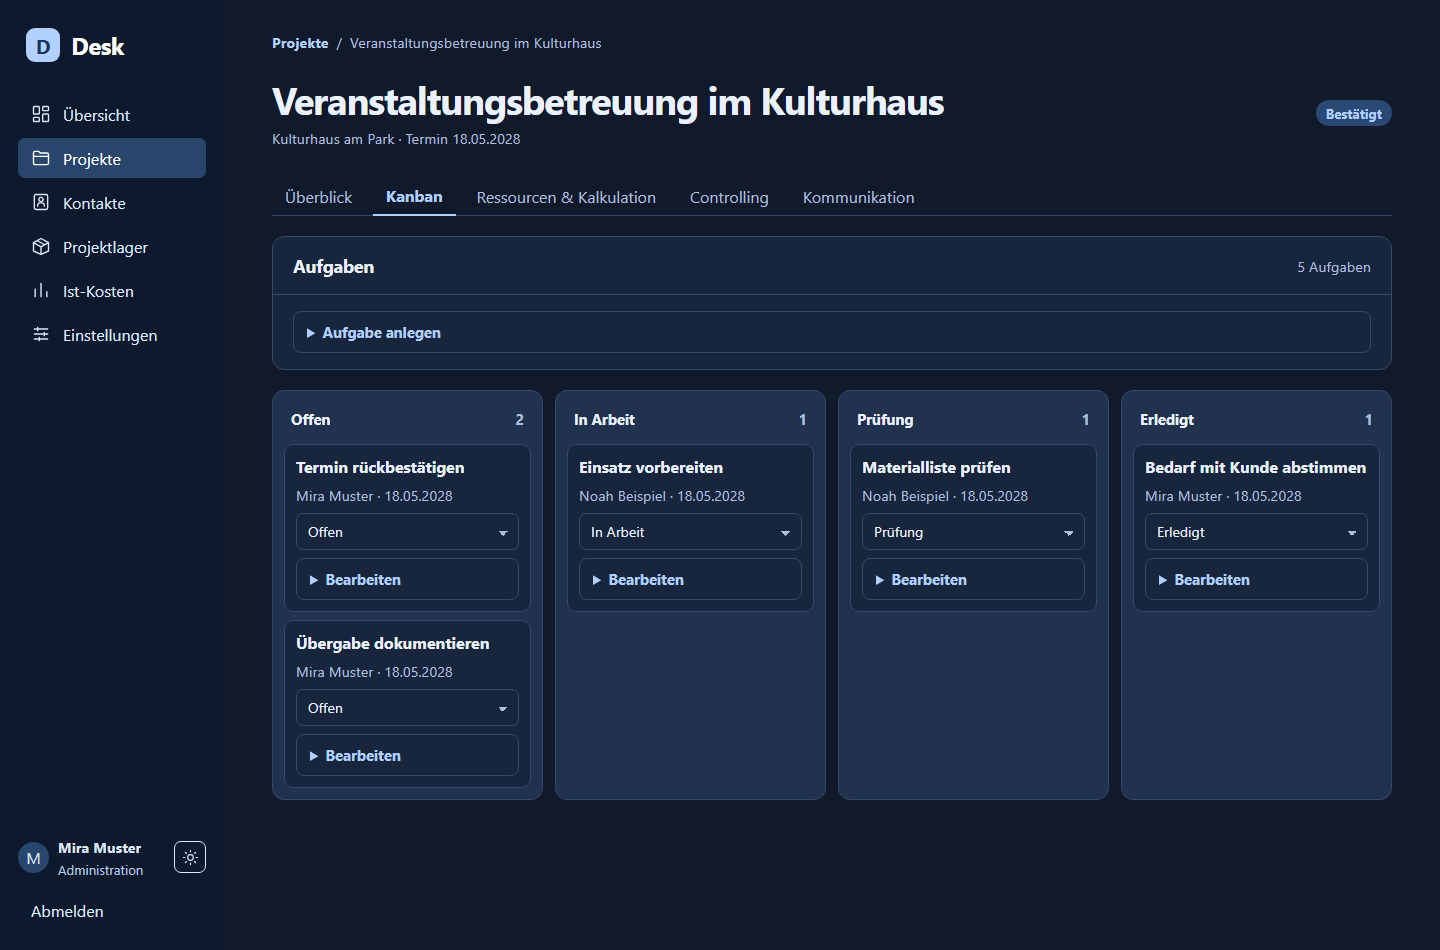 D Desk
Übersicht
Projekte
Kontakte
Projektlager
Ist-Kosten
Einstellungen
Mira Muster
Administration
M
Abmelden
Projekte / Veranstaltungsbetreuung im Kulturhaus
Veranstaltungsbetreuung im Kulturhaus
Kulturhaus am Park · Termin 18.05.2028
Bestätigt
Überblick Kanban Ressourcen & Kalkulation Controlling Kommunikation
Aufgaben 5 Aufgaben
Aufgabe anlegen
Offen 2
Termin rückbestätigen
Mira Muster · 18.05.2028
Offen
Bearbeiten
Übergabe dokumentieren
Mira Muster · 18.05.2028
Offen
Bearbeiten
In Arbeit 1
Einsatz vorbereiten
Noah Beispiel · 18.05.2028
In Arbeit
Bearbeiten
Prüfung 1
Materialliste prüfen
Noah Beispiel · 18.05.2028
Prüfung
Bearbeiten
Erledigt 1
Bedarf mit Kunde abstimmen
Mira Muster · 18.05.2028
Erledigt
Bearbeiten